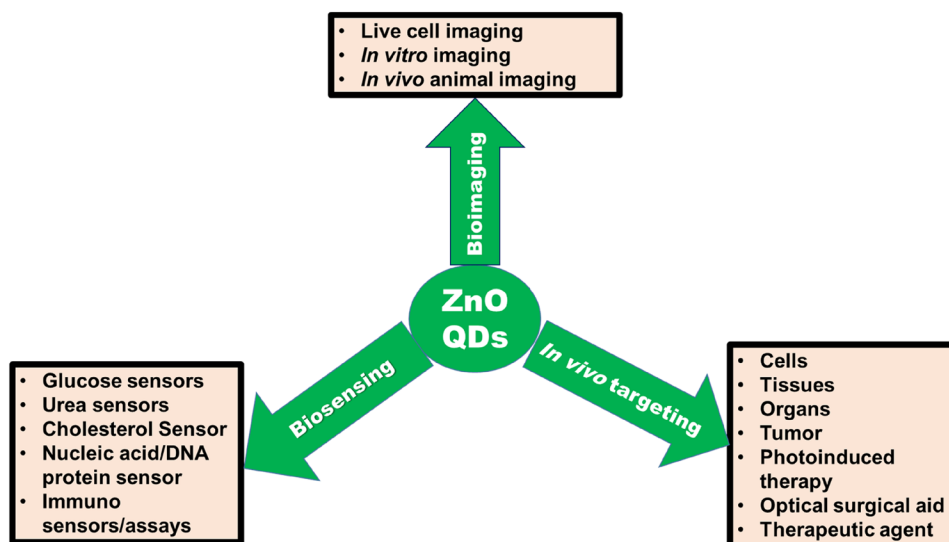 • Live cell imaging
• In vitro imaging
• In vivo animal imaging
Bioimaging
ZnO
QDs
Biosensing
In vivo targeting
• Glucose sensors
• Urea sensors
• Cholesterol Sensor
• Nucleic acid/DNA
protein sensor
• Immuno
sensors/assays
• Cells
• Tissues
• Organs
• Tumor
• Photoinduced
therapy
• Optical surgical aid
• Therapeutic agent